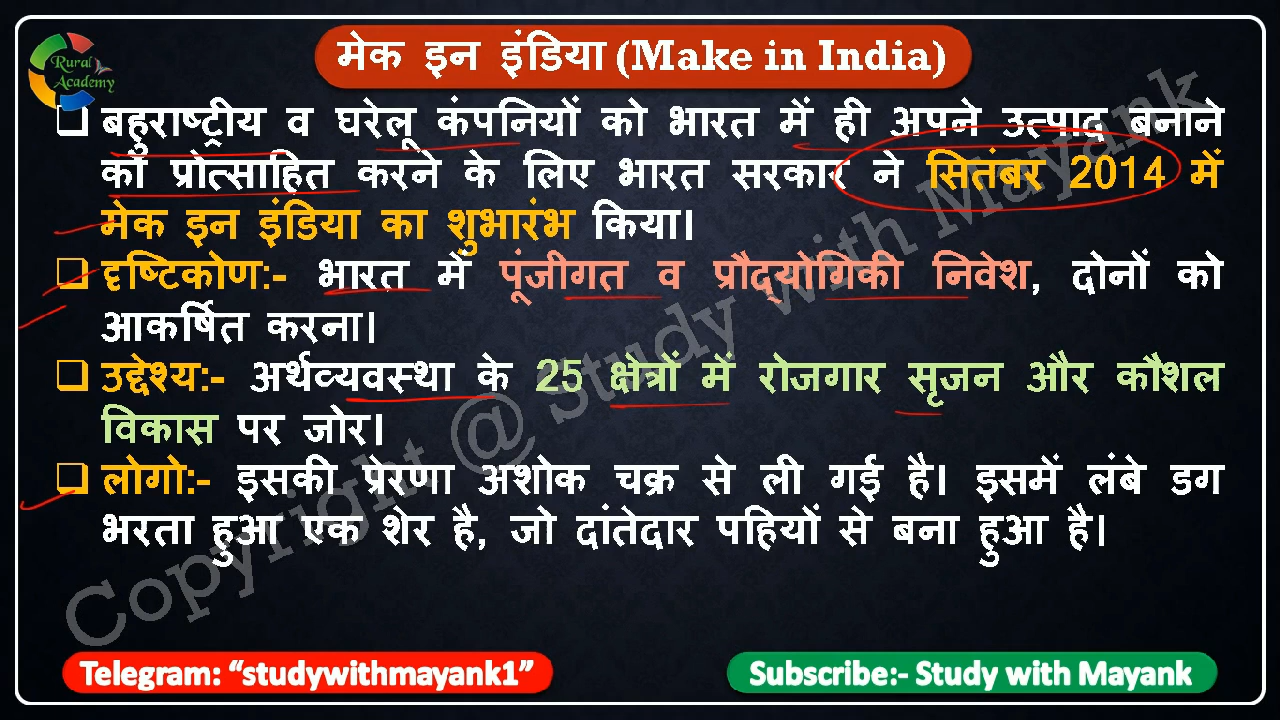 मेक इन इंडिया (Make in India)
Rural
Academy
बहुराष्ट्रीय व घरेलू कंपनियों को भारत में ही अपने उत्पाद बनाने
को प्रोत्साहित करने के लिए भारत सरकार ने सितंबर 2014 में
मेक इन इंडिया का शुभारंभ किया।
दृष्टिकोण:- भारत में पूंजीगत व प्रौद्योगिकी निवेश, दोनों को
आकर्षित करना।
उद्देश्य:- अर्थव्यवस्था के 25 क्षेत्रों में रोजगार सृजन और कौशल
विकास पर जोर।
लोगो:- इसकी प्रेरणा अशोक चक्र से ली गई है। इसमें लंबे डग
भरता हुआ एक शेर है, जो दांतेदार पहियों से बना हुआ है।
Copyright @ Study with Mayank
Telegram: “studywithmayank1”
Subscribe:- Study with Mayank